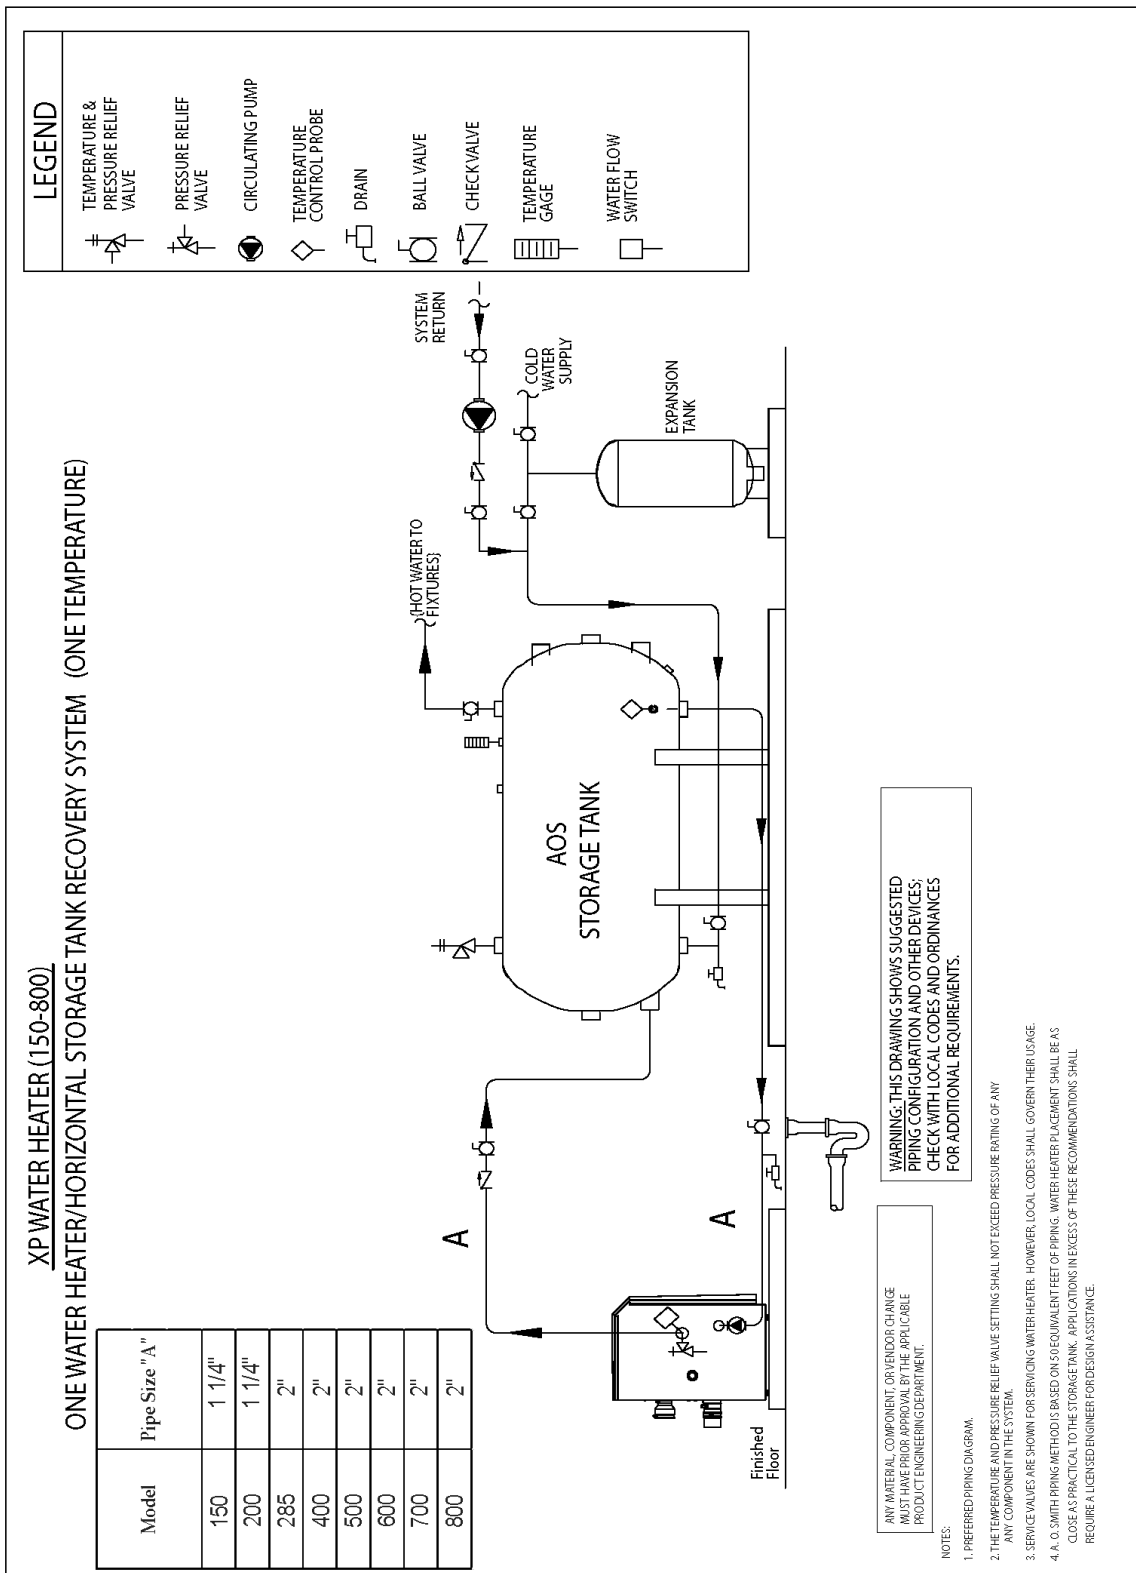 XP WATER HEATER (150-800)
ONE WATER HEATER/HORIZONTAL STORAGE TANK RECOVERY SYSTEM (ONE TEMPERATURE)
Model Pipe Size "A"
150 1 1/4"
200 1 1/4"
285 2"
400 2"
500 2"
600 2"
700 2"
800 2"
LEGEND
TEMPERATURE &
PRESSURE RELIEF
VALVE
PRESSURE RELIEF
VALVE
CIRCULATING PUMP
TEMPERATURE
CONTROL PROBE
DRAIN
BALL VALVE
CHECK VALVE
TEMPERATURE
GAGE
WATER FLOW
SWITCH
(HOT WATER TO
FIXTURES)
SYSTEM
RETURN
COLD
WATER
SUPPLY
A
AOS
STORAGE TANK
EXPANSION
TANK
A
Finished
Floor
ANY MATERIAL, COMPONENT, OR VENDOR CHANGE
MUST HAVE PRIOR APPROVAL BY THE APPLICABLE
PRODUCT ENGINEERING DEPARTMENT.
WARNING: THIS DRAWING SHOWS SUGGESTED
PIPING CONFIGURATION AND OTHER DEVICES;
CHECK WITH LOCAL CODES AND ORDINANCES
FOR ADDITIONAL REQUIREMENTS.
NOTES:
1. PREFERRED PIPING DIAGRAM.
2. THE TEMPERATURE AND PRESSURE RELIEF VALVE SETTING SHALL NOT EXCEED PRESSURE RATING OF ANY
ANY COMPONENT IN THE SYSTEM.
3. SERVICE VALVES ARE SHOWN FOR SERVICING WATER HEATER. HOWEVER, LOCAL CODES SHALL GOVERN THEIR USAGE.
4. A. O. SMITH PIPING METHOD IS BASED ON 50 EQUIVALENT FEET OF PIPING. WATER HEATER PLACEMENT SHALL BE AS
CLOSE AS PRACTICAL TO THE STORAGE TANK. APPLICATIONS IN EXCESS OF THESE RECOMMENDATIONS SHALL
REQUIRE A LICENSED ENGINEER FOR DESIGN ASSISTANCE.